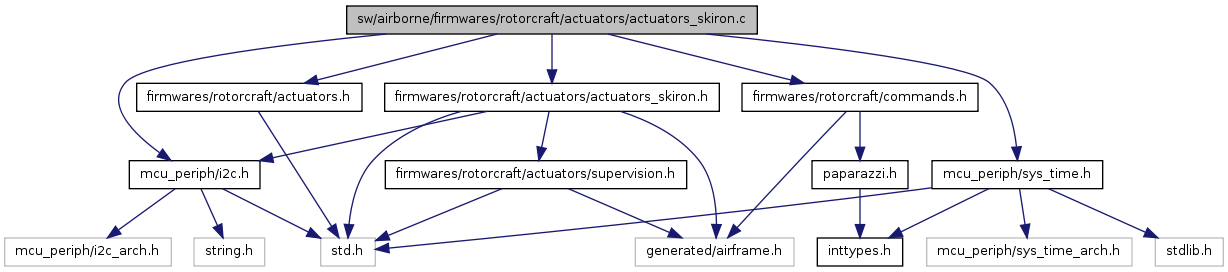 sw/airborne/firmwares/rotorcraft/actuators/actuators_skiron.c
firmwares/rotorcraft/actuators.h
firmwares/rotorcraft/actuators/actuators_skiron.h
firmwares/rotorcraft/commands.h
mcu_periph/i2c.h
firmwares/rotorcraft/actuators/supervision.h
paparazzi.h
mcu_periph/sys_time.h
mcu_periph/i2c_arch.h
string.h
std.h
generated/airframe.h
inttypes.h
mcu_periph/sys_time_arch.h
stdlib.h